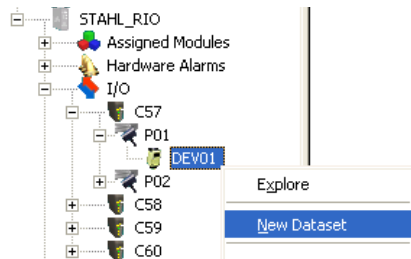 STAHL_RIO
Assigned Modules
Hardware Alarms
I/O
C57
P01
DEV01
P02
Explore
C58
New Dataset
C59
C60